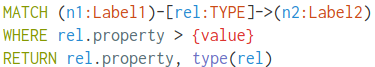 MATCH (n1:Label1)-[rel:TYPE]->(n2:Label2)
WHERE rel.property > {value}
RETURN rel.property, type(rel)